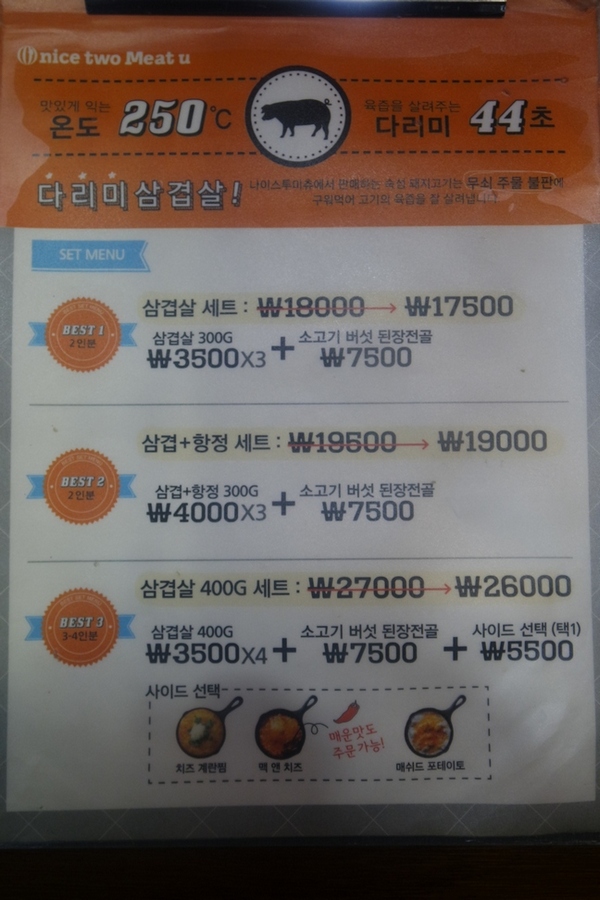 nice two Meat u
맛있게 익는
온도 250℃
육즙을 살려주는
다리미 44초
다리미삼겹살!
나이스투미츄에서 판매하는 숙성 돼지고기는 무쇠 주물 불판에
구워먹어 고기의 육즙을 잘 살려냅니다
SET MENU
BEST 1
2인분
삼겹살 세트 : ₩18000 → ₩17500
삼겹살 300G
₩3500X3
+
소고기 버섯 된장전골
₩7500
BEST 2
2인분
삼겹+항정 세트 : ₩19500 → ₩19000
삼겹+항정 300G
₩4000X3
+
소고기 버섯 된장전골
₩7500
BEST 3
3-4인분
삼겹살 400G 세트 : ₩27000 → ₩26000
삼겹살 400G
₩3500X4
+
소고기 버섯 된장전골
₩7500
+
사이드 선택 (택1)
₩5500
사이드 선택
치즈 계란찜
맥 앤 치즈
매운맛도
주문가능!
매쉬드 포테이토